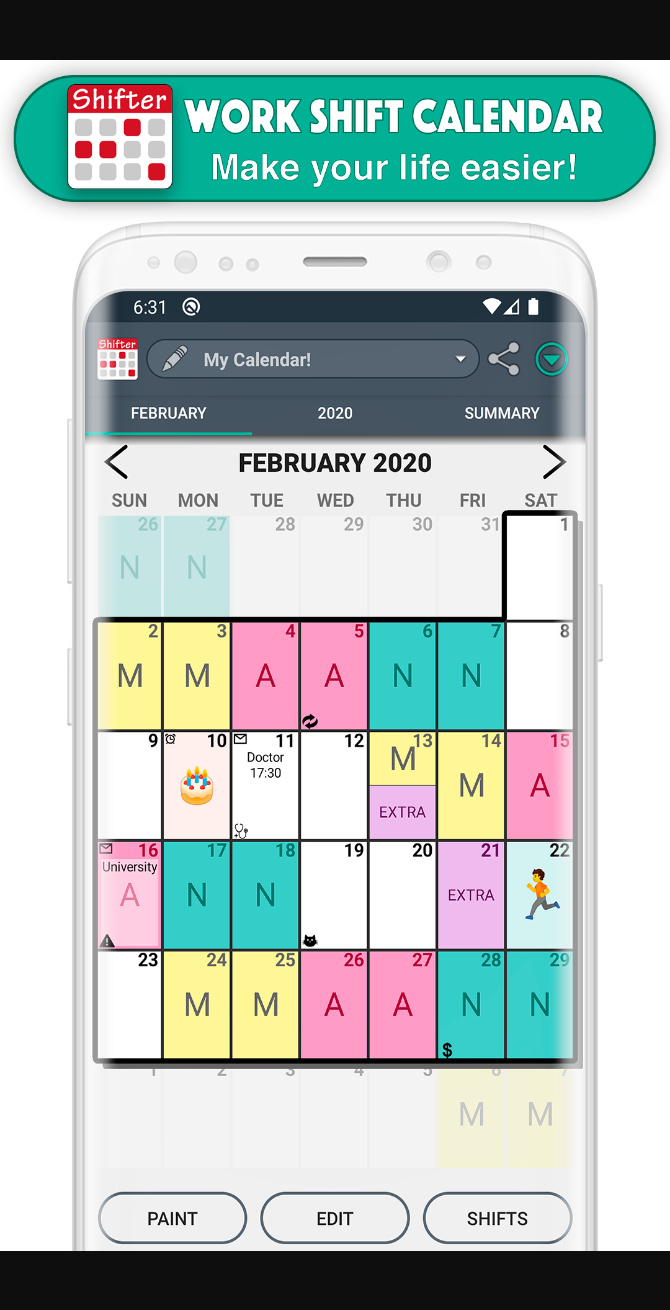 Shifter
WORK SHIFT CALENDAR
Make your life easier!
6:31
Shifter
My Calendar!
FEBRUARY 2020 SUMMARY
FEBRUARY 2020
SUN MON TUE WED THU FRI SAT
26 27 28 29 30 31 1
N N
2 3 4 5 6 7 8
M M A A N N
9 10 11 12 13 14 15
Doctor
17:30
M M A
EXTRA
16 17 18 19 20 21 22
University
A N N EXTRA
23 24 25 26 27 28 29
M M A A N N
$
1 2 3 4 5 6 7
M M
PAINT EDIT SHIFTS